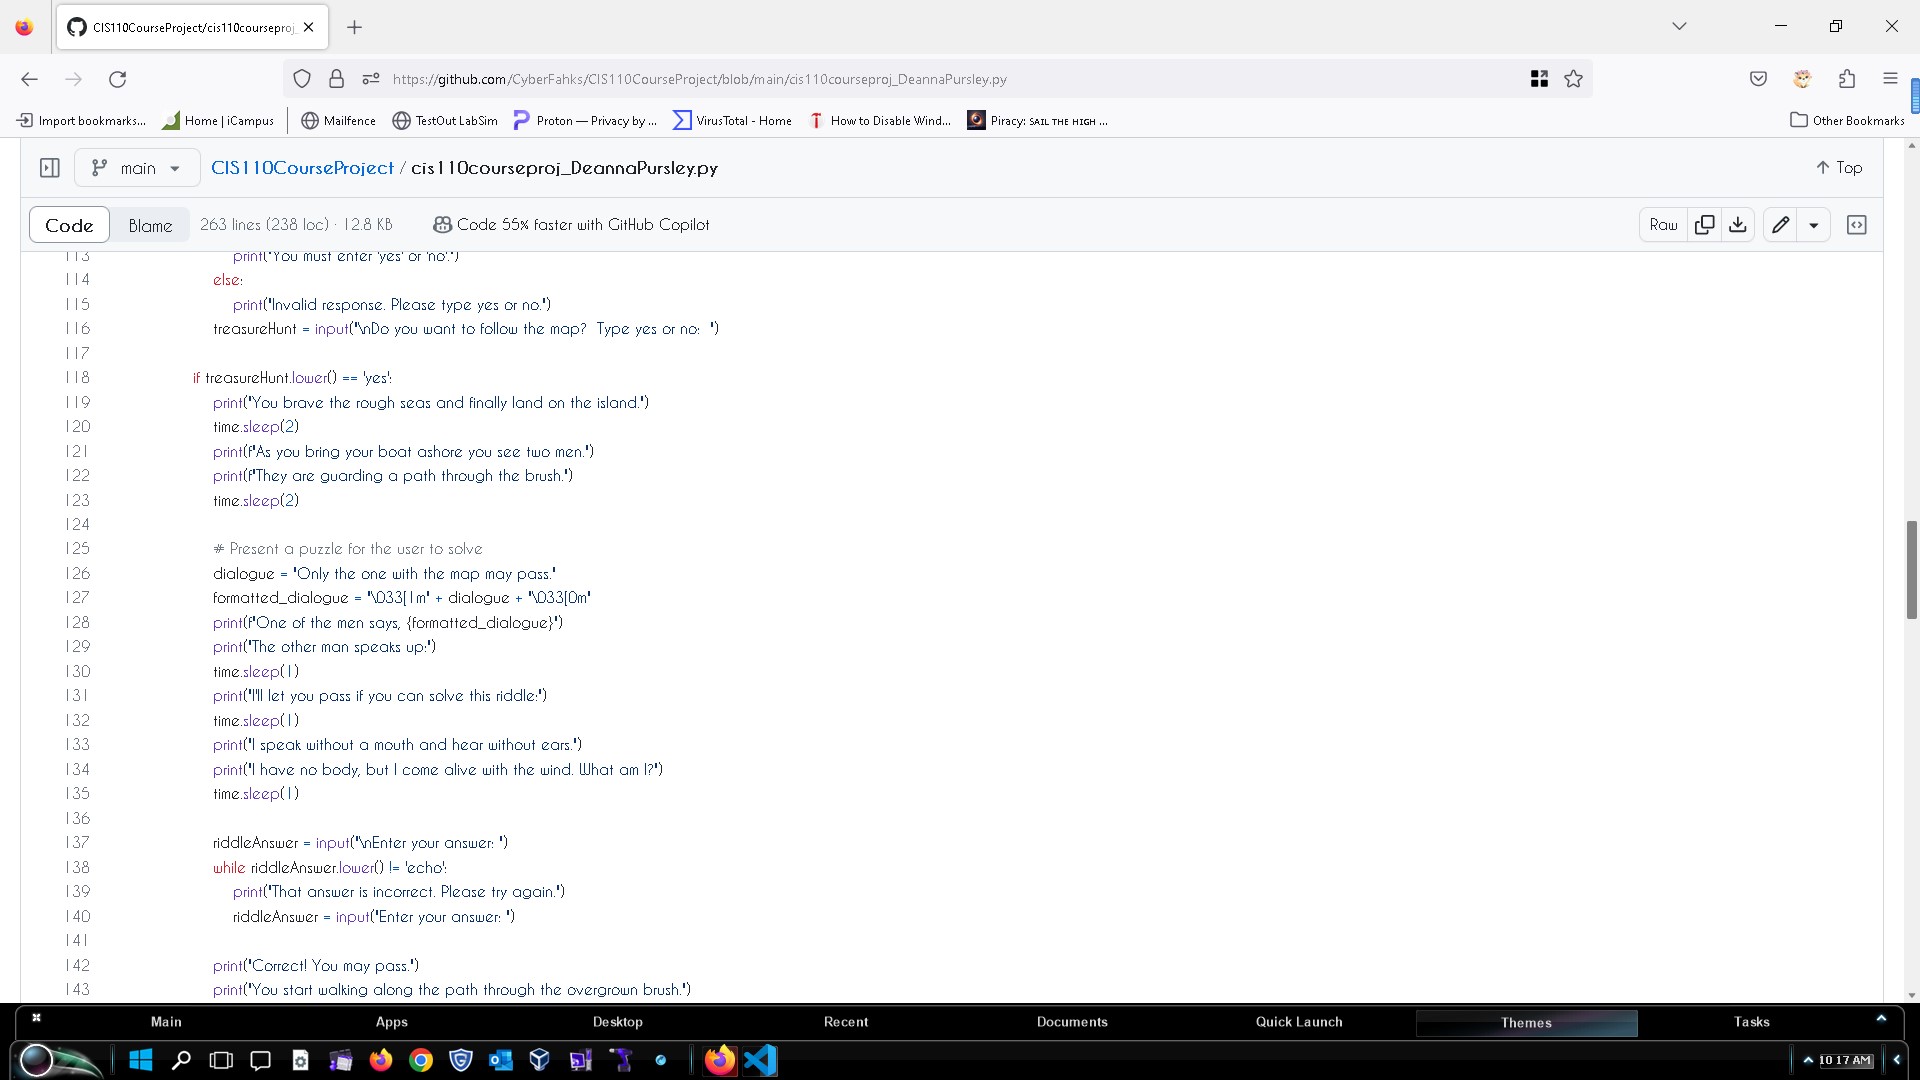 CIS110CourseProject/cis110courseproj_
https://github.com/CyberFahks/CIS110CourseProject/blob/main/cis110courseproj_DeannaPursley.py
Import bookmarks... Home | iCampus Mailfence TestOut LabSim Proton — Privacy by ... VirusTotal - Home How to Disable Wind... Piracy: SAIL THE HIGH ... Other Bookmarks
main CIS110CourseProject / cis110courseproj_DeannaPursley.py Top
Code Blame 263 lines (238 loc) · 12.8 KB Code 55% faster with GitHub Copilot Raw
113 print("You must enter 'yes' or 'no'.")
114 else:
115 print("Invalid response. Please type yes or no.")
116 treasureHunt = input("\nDo you want to follow the map?  Type yes or no:  ")
117
118 if treasureHunt.lower() == 'yes':
119 print("You brave the rough seas and finally land on the island.")
120 time.sleep(2)
121 print(f"As you bring your boat ashore you see two men.")
122 print(f"They are guarding a path through the brush.")
123 time.sleep(2)
124
125 # Present a puzzle for the user to solve
126 dialogue = "Only the one with the map may pass."
127 formatted_dialogue = "\033[1m" + dialogue + "\033[0m"
128 print(f"One of the men says, {formatted_dialogue}")
129 print("The other man speaks up:")
130 time.sleep(1)
131 print("I'll let you pass if you can solve this riddle:")
132 time.sleep(1)
133 print("I speak without a mouth and hear without ears.")
134 print("I have no body, but I come alive with the wind. What am I?")
135 time.sleep(1)
136
137 riddleAnswer = input("\nEnter your answer: ")
138 while riddleAnswer.lower() != 'echo':
139 print("That answer is incorrect. Please try again.")
140 riddleAnswer = input("Enter your answer: ")
141
142 print("Correct! You may pass.")
143 print("You start walking along the path through the overgrown brush.")
Main Apps Desktop Recent Documents Quick Launch Themes Tasks
10 17 AM